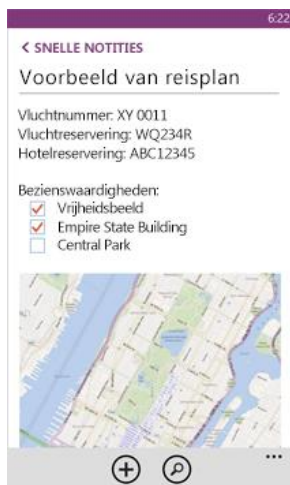 6:22
< SNELLE NOTITIES
Voorbeeld van reisplan
Vluchtnummer: XY 0011
Vluchtreservering: WQ234R
Hotelreservering: ABC12345
Bezienswaardigheden:
Vrijheidsbeeld
Empire State Building
Central Park